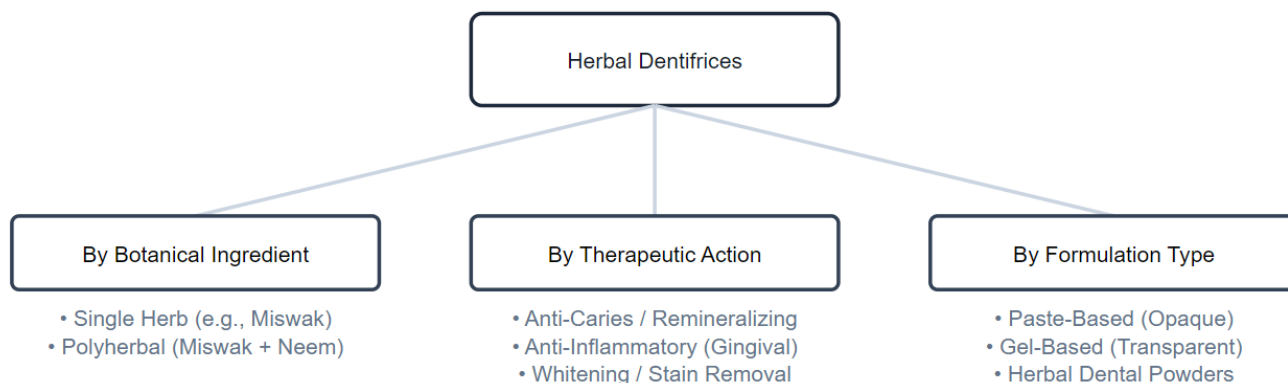 Herbal Dentifrices
By Botanical Ingredient
• Single Herb (e.g., Miswak)
• Polyherbal (Miswak + Neem)
By Therapeutic Action
• Anti-Caries / Remineralizing
• Anti-Inflammatory (Gingival)
• Whitening / Stain Removal
By Formulation Type
• Paste-Based (Opaque)
• Gel-Based (Transparent)
• Herbal Dental Powders